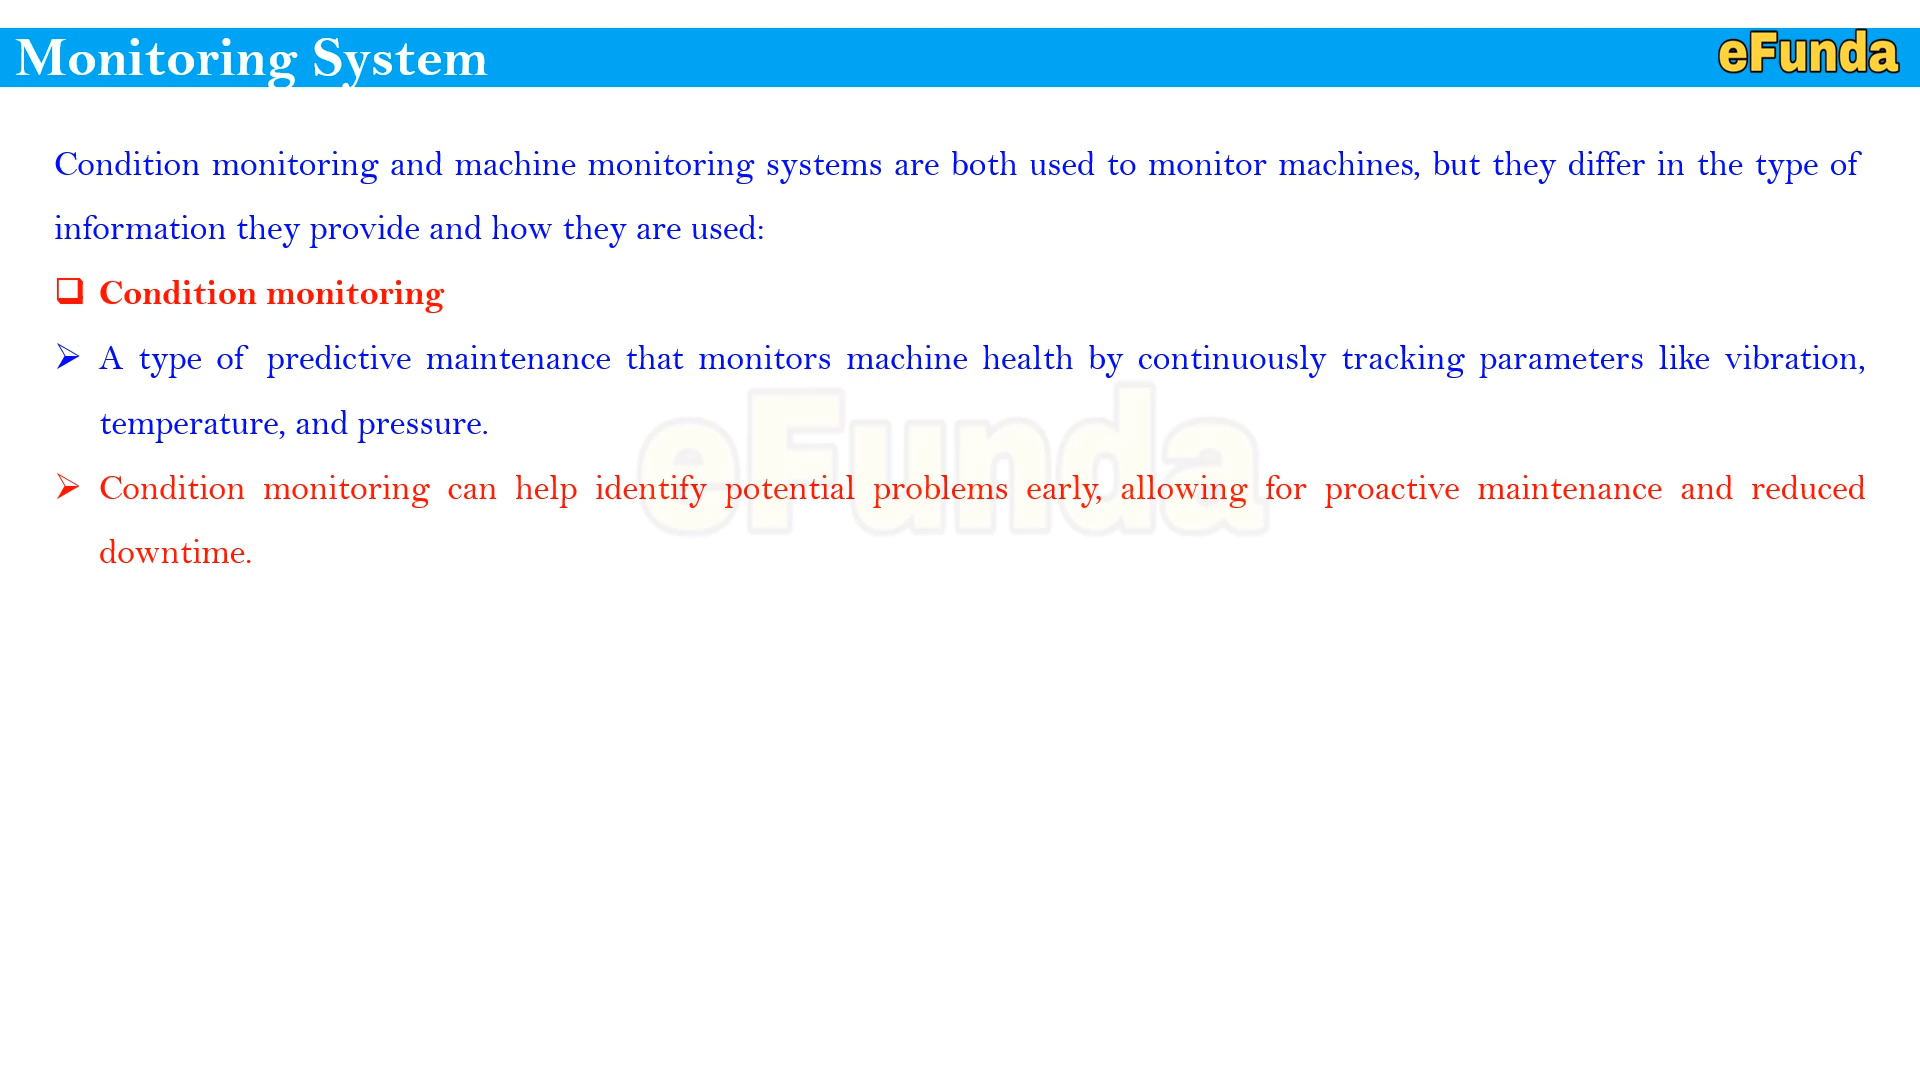 Monitoring System
eFunda
Condition monitoring and machine monitoring systems are both used to monitor machines, but they differ in the type of
information they provide and how they are used:
❑ Condition monitoring
➢ A type of predictive maintenance that monitors machine health by continuously tracking parameters like vibration,
temperature, and pressure.
eFunda
➢ Condition monitoring can help identify potential problems early, allowing for proactive maintenance and reduced
downtime.